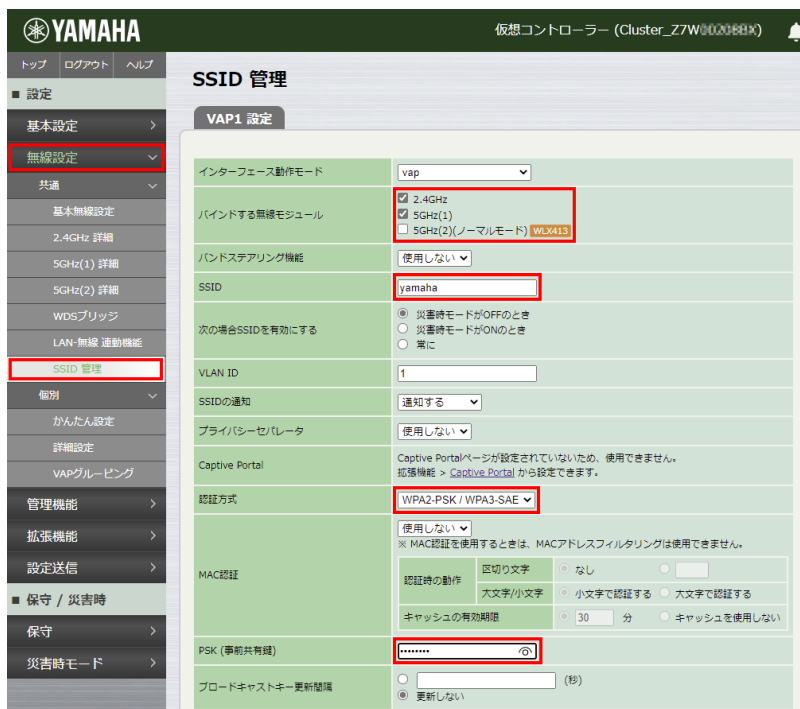 YAMAHA
仮想コントローラー (Cluster_Z7W )
トップ ログアウト ヘルプ
■ 設定
基本設定
無線設定
共通
基本無線設定
2.4GHz 詳細
5GHz(1) 詳細
5GHz(2) 詳細
WDSブリッジ
LAN-無線 連動機能
SSID 管理
個別
かんたん設定
詳細設定
VAPグルーピング
管理機能
拡張機能
設定送信
■ 保守 / 災害時
保守
災害時モード
SSID 管理
VAP1 設定
インターフェース動作モード
vap
バインドする無線モジュール
2.4GHz
5GHz(1)
5GHz(2)(ノーマルモード) WLX413
バンドステアリング機能
使用しない
SSID
yamaha
次の場合SSIDを有効にする
災害時モードがOFFのとき
災害時モードがONのとき
常に
VLAN ID
1
SSIDの通知
通知する
プライバシーセパレータ
使用しない
Captive Portal
Captive Portalページが設定されていないため、使用できません。
拡張機能 > Captive Portal から設定できます。
認証方式
WPA2-PSK / WPA3-SAE
MAC認証
使用しない
※ MAC認証を使用するときは、MACアドレスフィルタリングは使用できません。
認証時の動作
区切り文字
なし
大文字/小文字
小文字で認証する 大文字で認証する
キャッシュの有効期限
30 分 キャッシュを使用しない
PSK (事前共有鍵)
••••••••
ブロードキャストキー更新間隔
(秒)
更新しない